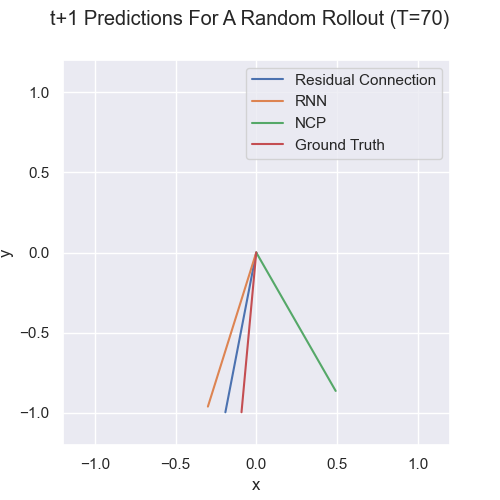 t+1 Predictions For A Random Rollout (T=70)
Residual Connection
RNN
NCP
Ground Truth
1.0
0.5
0.0
−0.5
−1.0
y
−1.0 −0.5 0.0 0.5 1.0
x